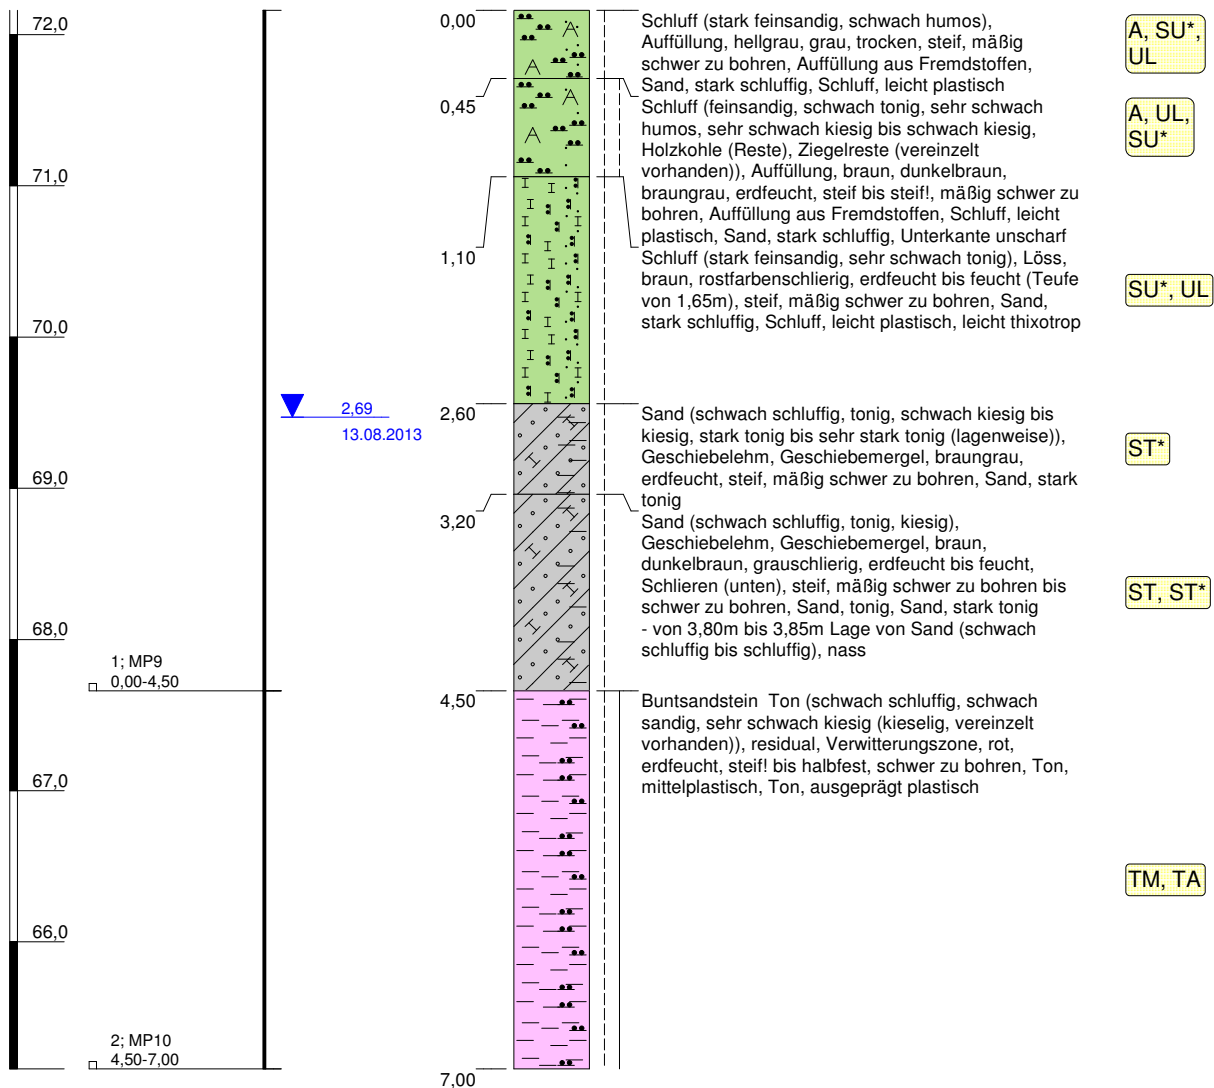 72,0
71,0
70,0
69,0
68,0
67,0
66,0
1; MP9
0,00-4,50
2; MP10
4,50-7,00
2,69
13.08.2013
0,00
0,45
1,10
2,60
3,20
4,50
7,00
Schluff (stark feinsandig, schwach humos),
Auffüllung, hellgrau, grau, trocken, steif, mäßig
schwer zu bohren, Auffüllung aus Fremdstoffen,
Sand, stark schluffig, Schluff, leicht plastisch
Schluff (feinsandig, schwach tonig, sehr schwach
humos, sehr schwach kiesig bis schwach kiesig,
Holzkohle (Reste), Ziegelreste (vereinzelt
vorhanden)), Auffüllung, braun, dunkelbraun,
braungrau, erdfeucht, steif bis steif!, mäßig schwer zu
bohren, Auffüllung aus Fremdstoffen, Schluff, leicht
plastisch, Sand, stark schluffig, Unterkante unscharf
Schluff (stark feinsandig, sehr schwach tonig), Löss,
braun, rostfarbenschlierig, erdfeucht bis feucht (Teufe
von 1,65m), steif, mäßig schwer zu bohren, Sand,
stark schluffig, Schluff, leicht plastisch, leicht thixotrop
Sand (schwach schluffig, tonig, schwach kiesig bis
kiesig, stark tonig bis sehr stark tonig (lagenweise)),
Geschiebelehm, Geschiebemergel, braungrau,
erdfeucht, steif, mäßig schwer zu bohren, Sand, stark
tonig
Sand (schwach schluffig, tonig, kiesig),
Geschiebelehm, Geschiebemergel, braun,
dunkelbraun, grauschlierig, erdfeucht bis feucht,
Schlieren (unten), steif, mäßig schwer zu bohren bis
schwer zu bohren, Sand, tonig, Sand, stark tonig
- von 3,80m bis 3,85m Lage von Sand (schwach
schluffig bis schluffig), nass
Buntsandstein Ton (schwach schluffig, schwach
sandig, sehr schwach kiesig (kieselig, vereinzelt
vorhanden)), residual, Verwitterungszone, rot,
erdfeucht, steif! bis halbfest, schwer zu bohren, Ton,
mittelplastisch, Ton, ausgeprägt plastisch
A, SU*,
UL
A, UL,
SU*
SU*, UL
ST*
ST, ST*
TM, TA